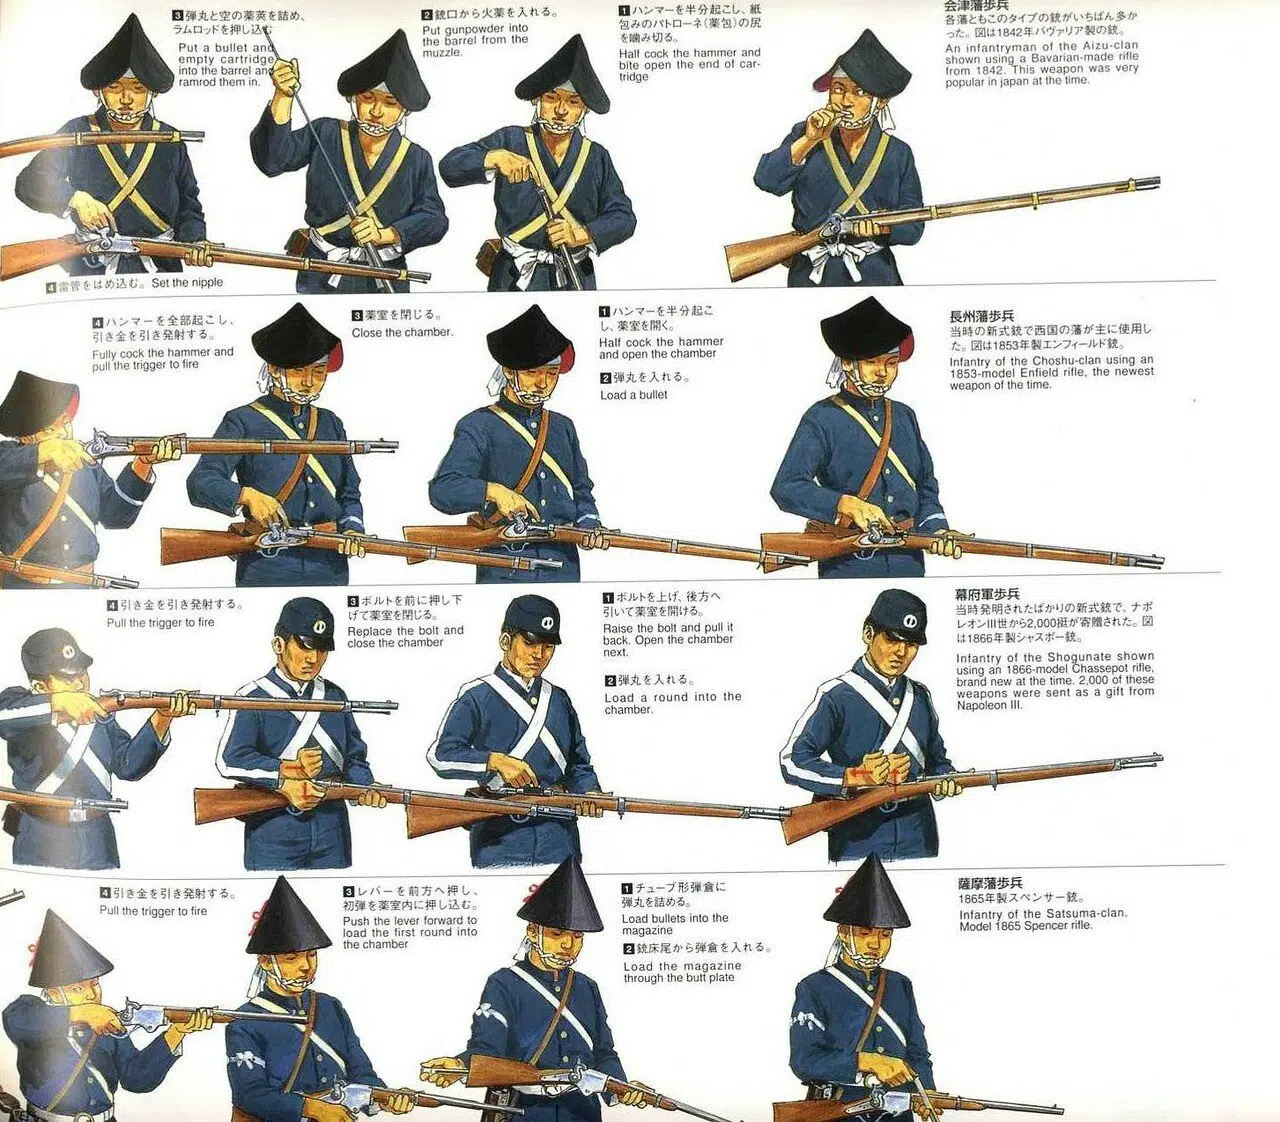 会津藩歩兵
各藩ともこのタイプの銃がいちばん多か
った。図は1842年バヴァリア製の銃。
An infantryman of the Aizu-clan
shown using a Bavarian-made rifle
from 1842. This weapon was very
popular in japan at the time.
1 ハンマーを半分起こし、紙
包みのパトローネ(薬包)の尻
を噛み切る。
Half cock the hammer and
bite open the end of car-
tridge
2 銃口から火薬を入れる。
Put gunpowder into
the barrel from the
muzzle.
3 弾丸と空の薬莢を詰め、
ラムロッドを押し込む
Put a bullet and
empty cartridge
into the barrel and
ramrod them in.
4 雷管をはめ込む。Set the nipple
長州藩歩兵
当時の新式銃で西国の藩が主に使用し
た。図は1853年製エンフィールド銃。
Infantry of the Choshu-clan using an
1853-model Enfield rifle, the newest
weapon of the time.
1 ハンマーを半分起こ
し、薬室を開く。
Half cock the hammer
and open the chamber
2 弾丸を入れる。
Load a bullet
3 薬室を閉じる。
Close the chamber.
4 ハンマーを全部起こし、
引き金を引き発射する。
Fully cock the hammer and
pull the trigger to fire
幕府軍歩兵
当時発明されたばかりの新式銃で、ナポ
レオンIII世から2,000挺が寄贈された。図
は1866年製シャスポー銃。
Infantry of the Shogunate shown
using an 1866-model Chassepot rifle,
brand new at the time. 2,000 of these
weapons were sent as a gift from
Napoleon III.
1 ボルトを上げ、後方へ
引いて薬室を開ける。
Raise the bolt and pull it
back. Open the chamber
next.
2 弾丸を入れる。
Load a round into the
chamber.
3 ボルトを前に押し下
げて薬室を閉じる。
Replace the bolt and
close the chamber
4 引き金を引き発射する。
Pull the trigger to fire
薩摩藩歩兵
1865年製スペンサー銃。
Infantry of the Satsuma-clan.
Model 1865 Spencer rifle.
1 チューブ形弾倉に
弾丸を詰める。
Load bullets into the
magazine
2 銃床尾から弾倉を入れる。
Load the magazine
through the butt plate
3 レバーを前方へ押し、
初弾を薬室内に押し込む。
Push the lever forward to
load the first round into
the chamber
4 引き金を引き発射する。
Pull the trigger to fire